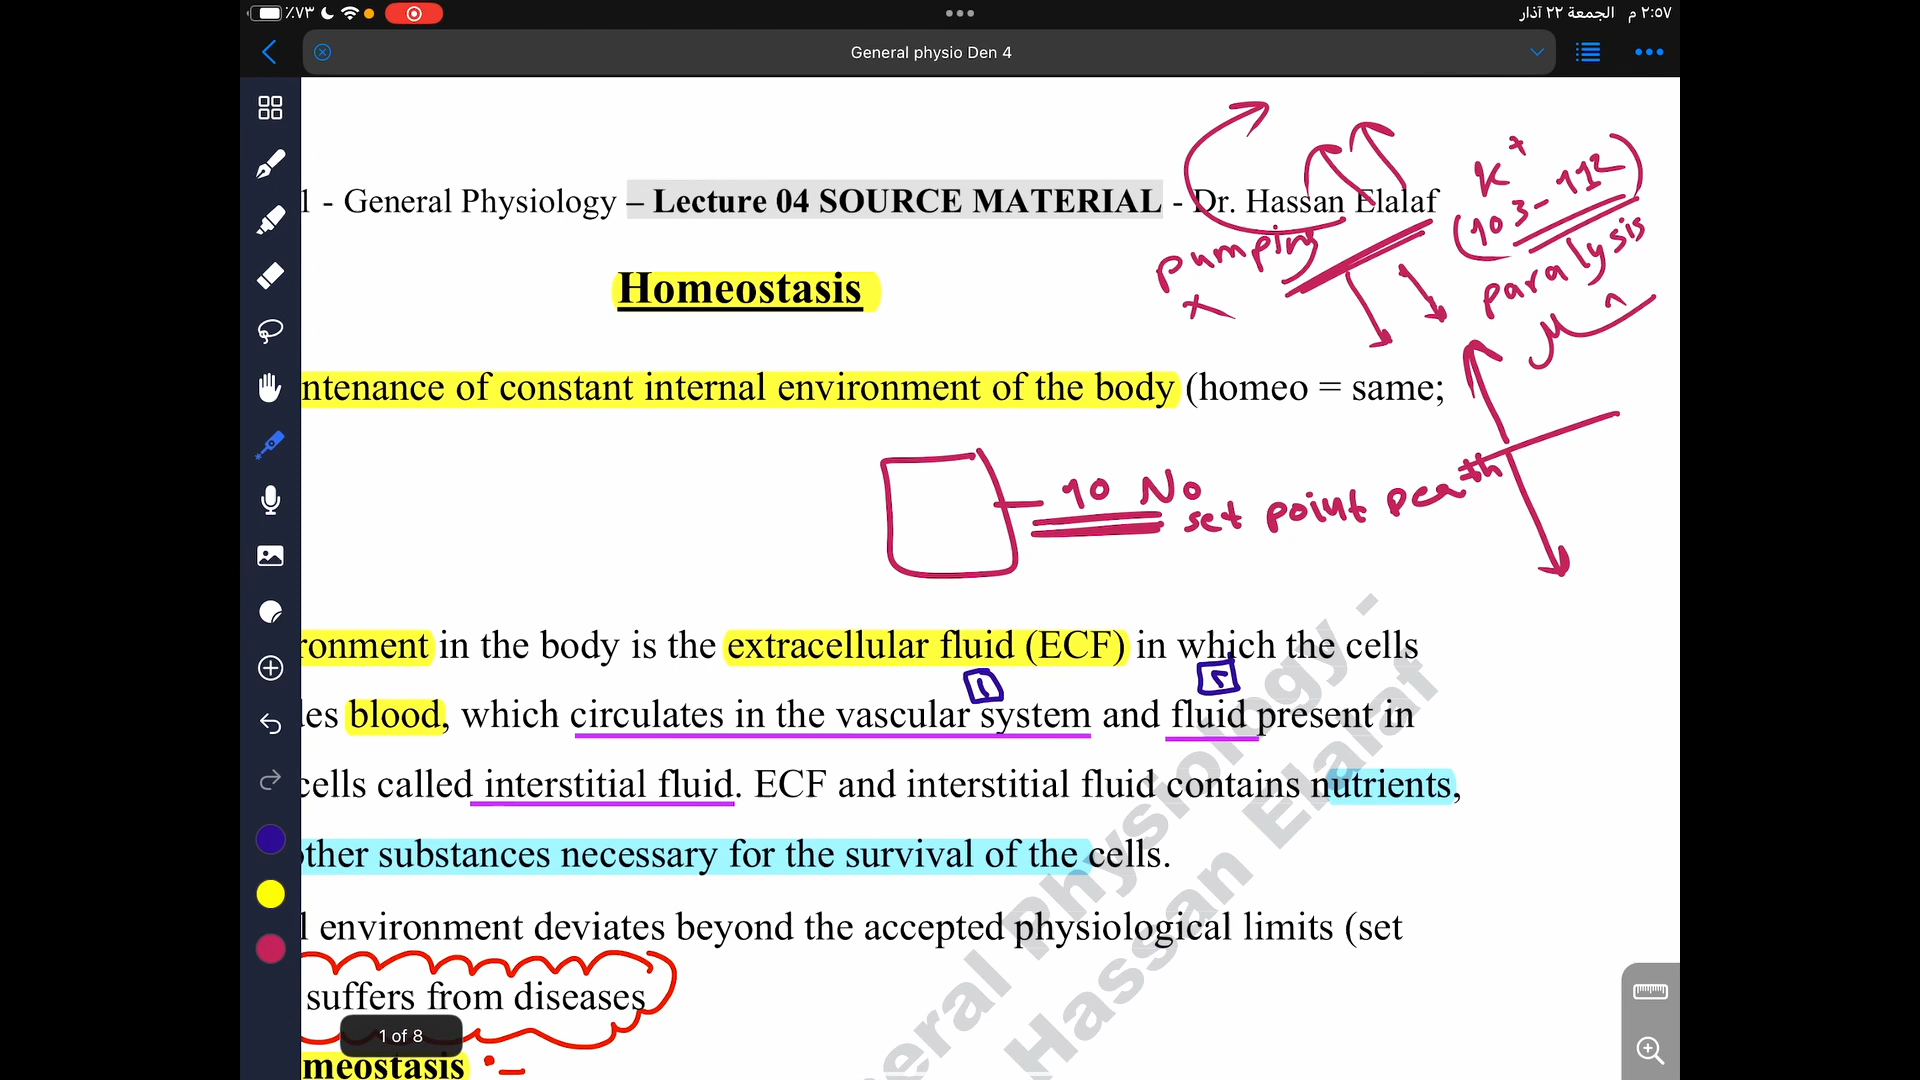 ٪٧٣
٢:٥٧ م الجمعة ٢٢ آذار
General physio Den 4
1 - General Physiology – Lecture 04 SOURCE MATERIAL - Dr. Hassan Elalaf
K+
(103-112)
paralysis
pumping
x
Homeostasis
ntenance of constant internal environment of the body (homeo = same;
10 No
set point peath
ronment in the body is the extracellular fluid (ECF) in which the cells
les blood, which circulates in the vascular system and fluid present in
cells called interstitial fluid. ECF and interstitial fluid contains nutrients,
other substances necessary for the survival of the cells.
l environment deviates beyond the accepted physiological limits (set
suffers from diseases
1 of 8
meostasis :-
eral Physiology -
Hassan Elalaf